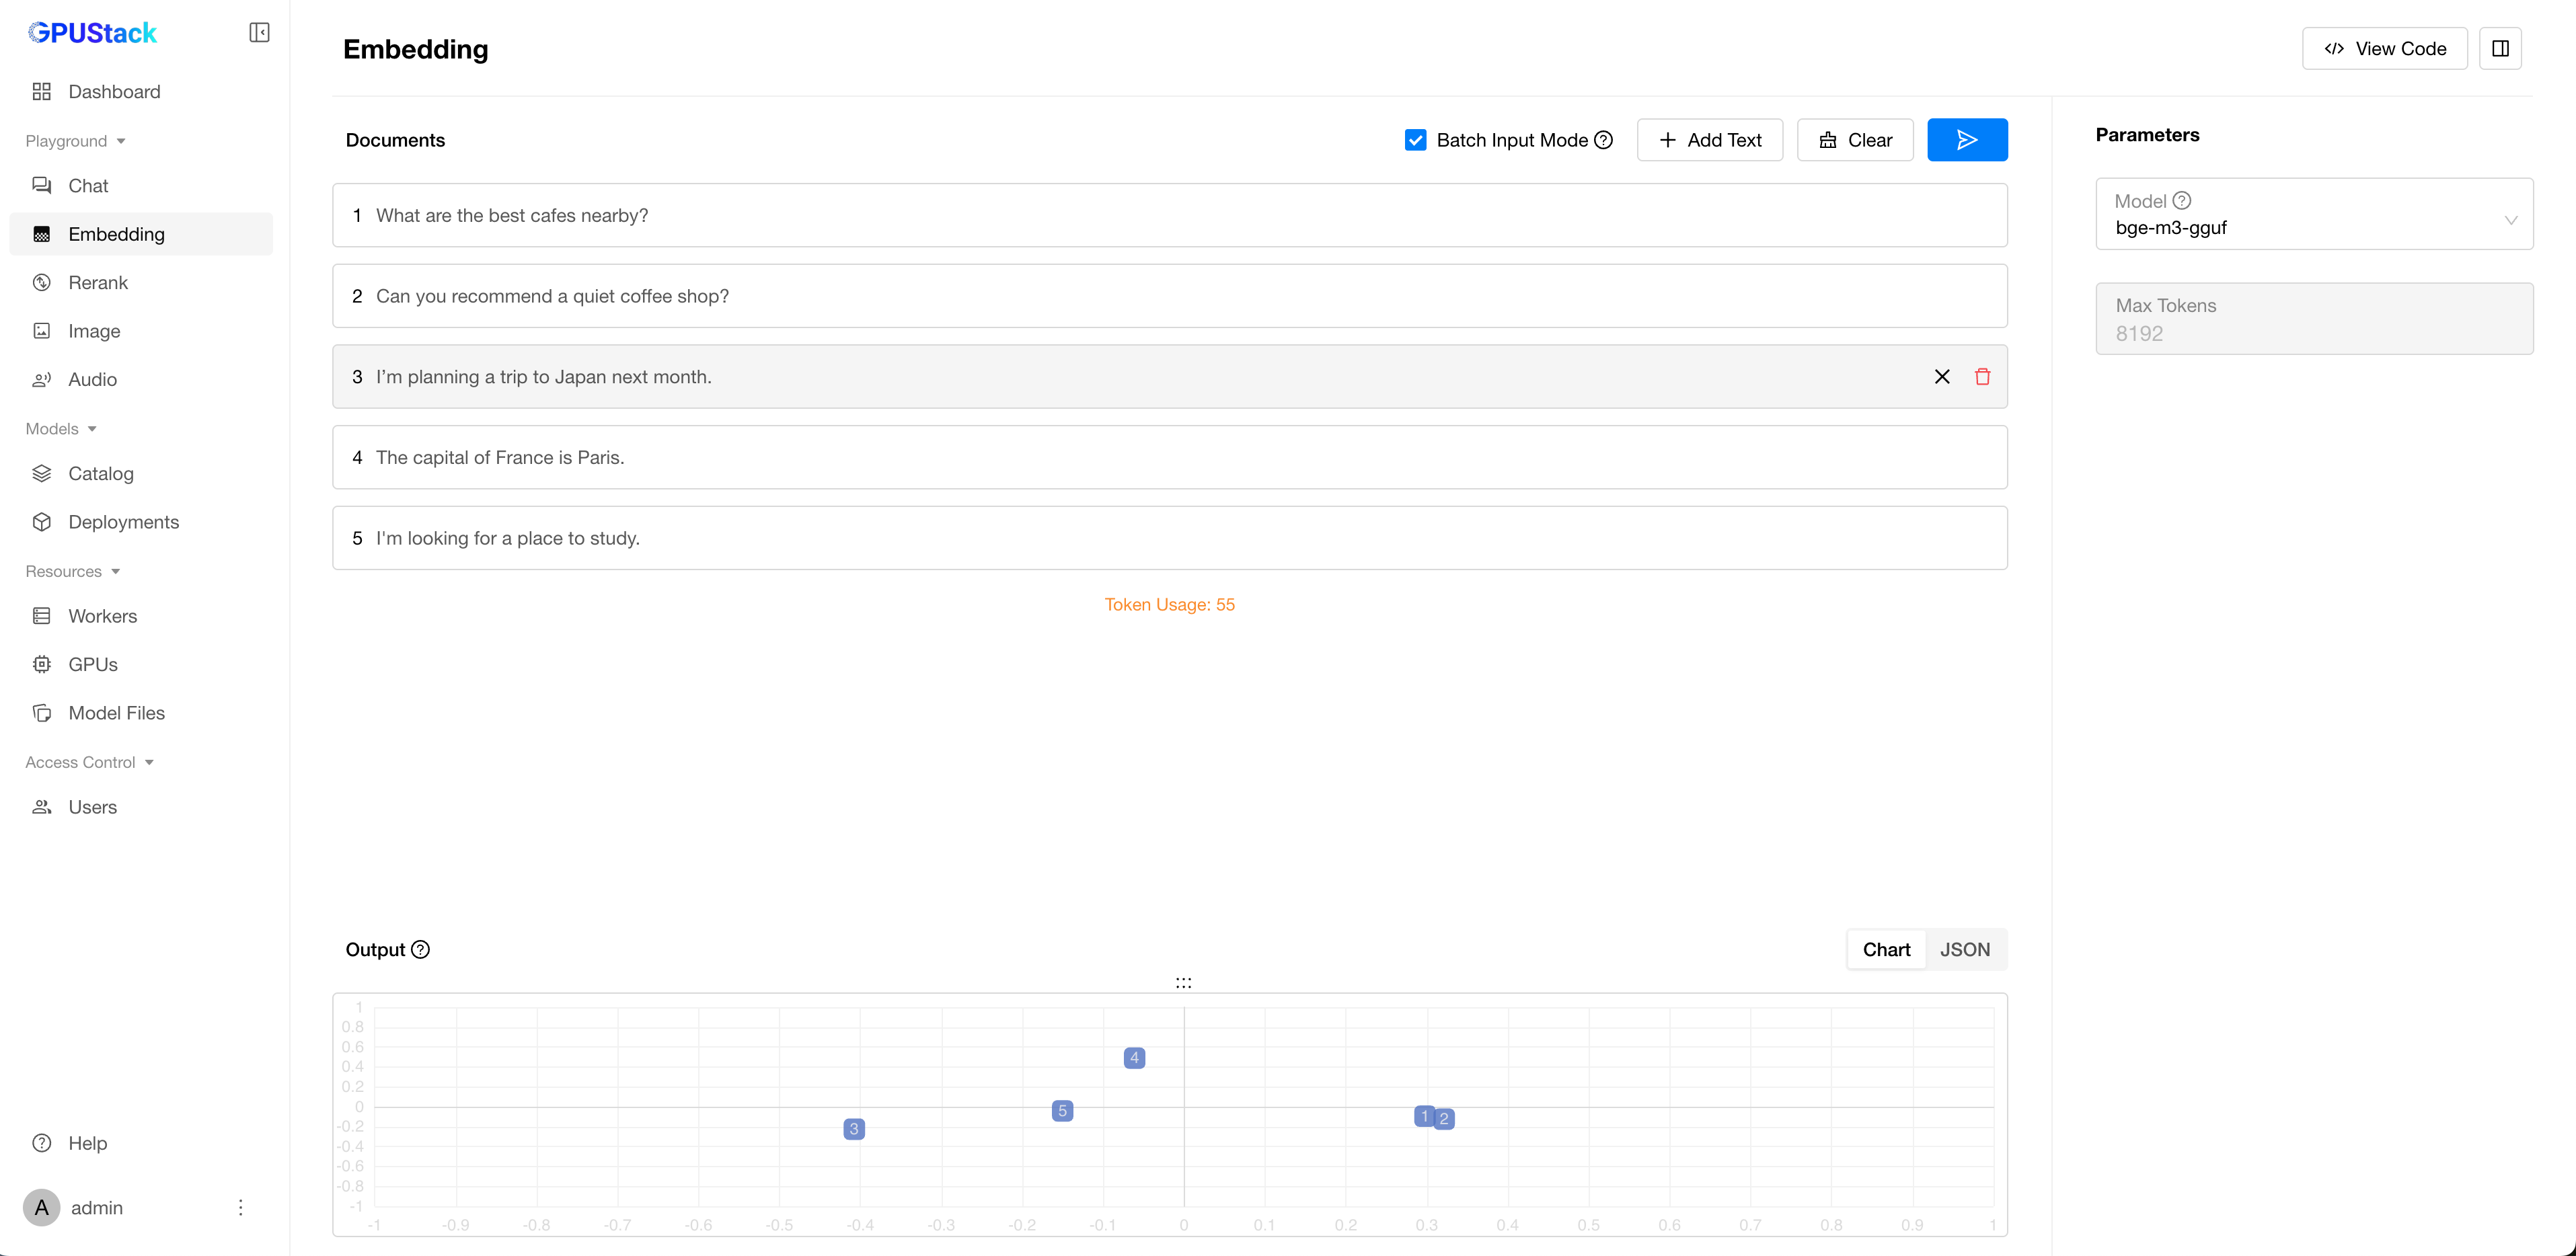 GPUStack
Dashboard
Playground
Chat
Embedding
Rerank
Image
Audio
Models
Catalog
Deployments
Resources
Workers
GPUs
Model Files
Access Control
Users
Help
A admin
Embedding
</> View Code
Documents
Batch Input Mode ? + Add Text Clear
1 What are the best cafes nearby?
2 Can you recommend a quiet coffee shop?
3 I’m planning a trip to Japan next month.
4 The capital of France is Paris.
5 I'm looking for a place to study.
Token Usage: 55
Output ?
Chart JSON
1
0.8
0.6
0.4
0.2
0
-0.2
-0.4
-0.6
-0.8
-1
4
5
3
1 2
-1 -0.9 -0.8 -0.7 -0.6 -0.5 -0.4 -0.3 -0.2 -0.1 0 0.1 0.2 0.3 0.4 0.5 0.6 0.7 0.8 0.9 1
Parameters
Model ?
bge-m3-gguf
Max Tokens
8192